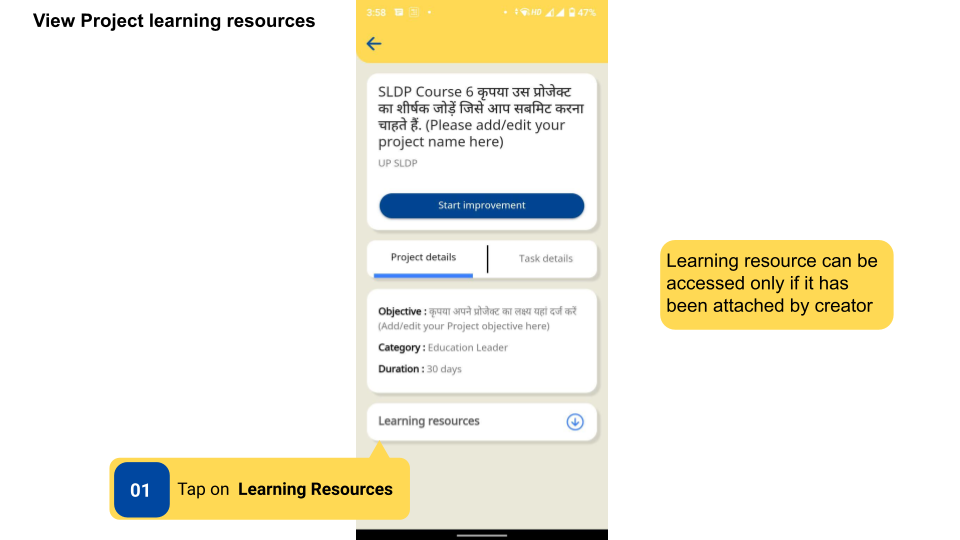 View Project learning resources
3:58
47%
SLDP Course 6 कृपया उस प्रोजेक्ट
का शीर्षक जोड़ें जिसे आप सबमिट करना
चाहते हैं. (Please add/edit your
project name here)
UP SLDP
Start improvement
Project details
Task details
Objective : कृपया अपने प्रोजेक्ट का लक्ष्य यहां दर्ज करें
(Add/edit your Project objective here)
Category : Education Leader
Duration : 30 days
Learning resources
Learning resource can be
accessed only if it has
been attached by creator
01 Tap on Learning Resources